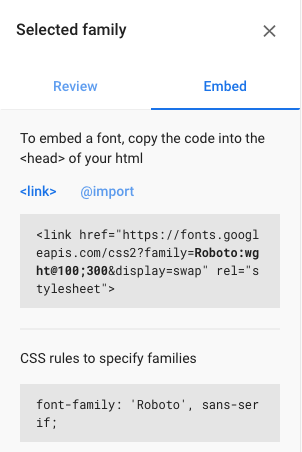 Selected family
Review
Embed
To embed a font, copy the code into the
<head> of your html
<link>
@import
<link href="https://fonts.googl
eapis.com/css2?family=Roboto:wg
ht@100;300&display=swap" rel="s
tylesheet">
CSS rules to specify families
font-family: 'Roboto', sans-ser
if;